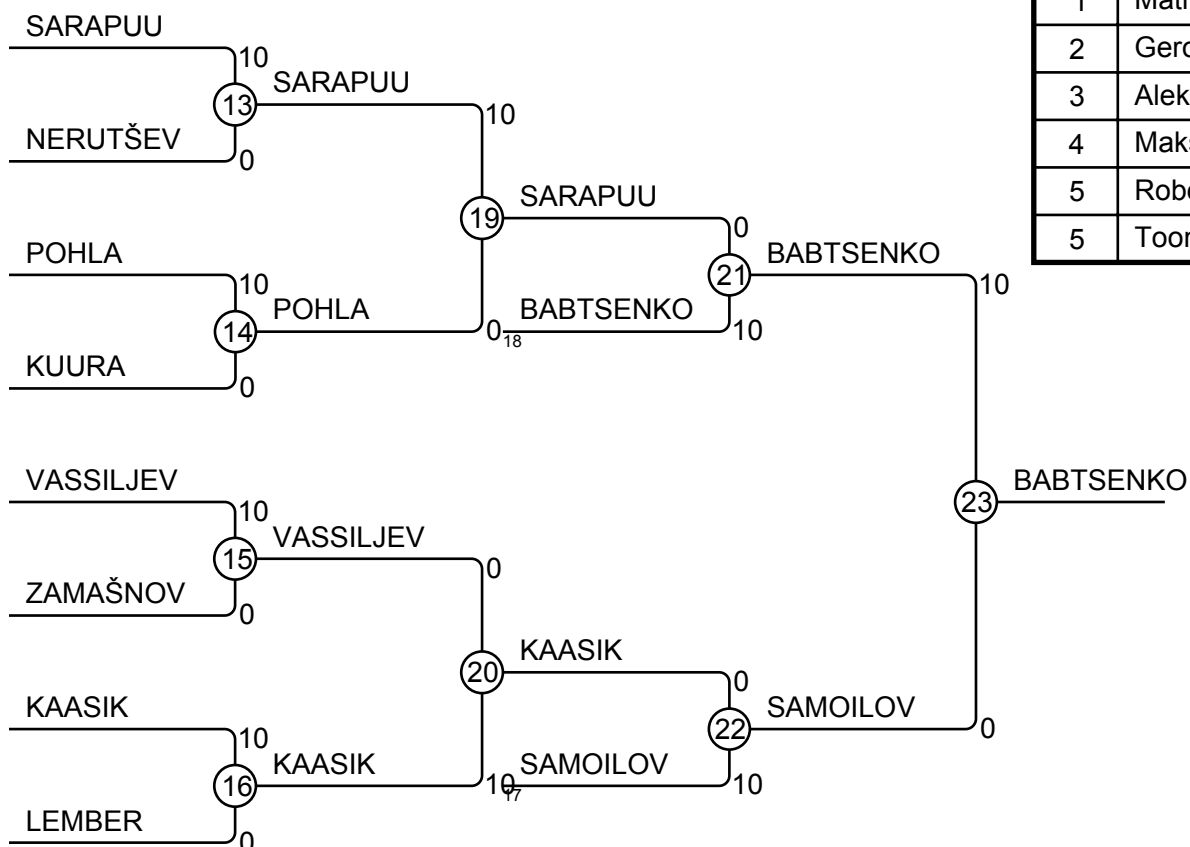 SARAPUU
10
13
SARAPUU
10
NERUTŠEV
0
19
SARAPUU
0
POHLA
10
14
POHLA
0
18
BABTSENKO
10
21
BABTSENKO
10
KUURA
0
VASSILJEV
10
15
VASSILJEV
0
ZAMAŠNOV
0
20
KAASIK
0
KAASIK
10
16
KAASIK
10
17
SAMOILOV
10
22
SAMOILOV
0
LEMBER
0
23
BABTSENKO
1
2
3
Alek
4
5
5